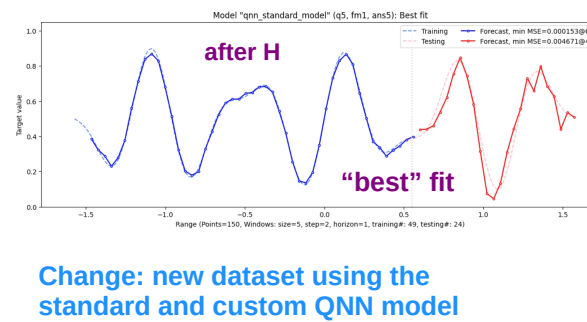 Model "qnn_standard_model" (q5, fm1, ans5): Best fit
Training
Forecast, min MSE=0.000153@
Testing
Forecast, min MSE=0.004671@
after H
"best" fit
Target value
1.0
0.8
0.6
0.4
0.2
0.0
−1.5
−1.0
−0.5
0.0
0.5
1.0
1.5
Range (Points=150, Windows: size=5, step=2, horizon=1, training#: 49, testing#: 24)
Change: new dataset using the
standard and custom QNN model